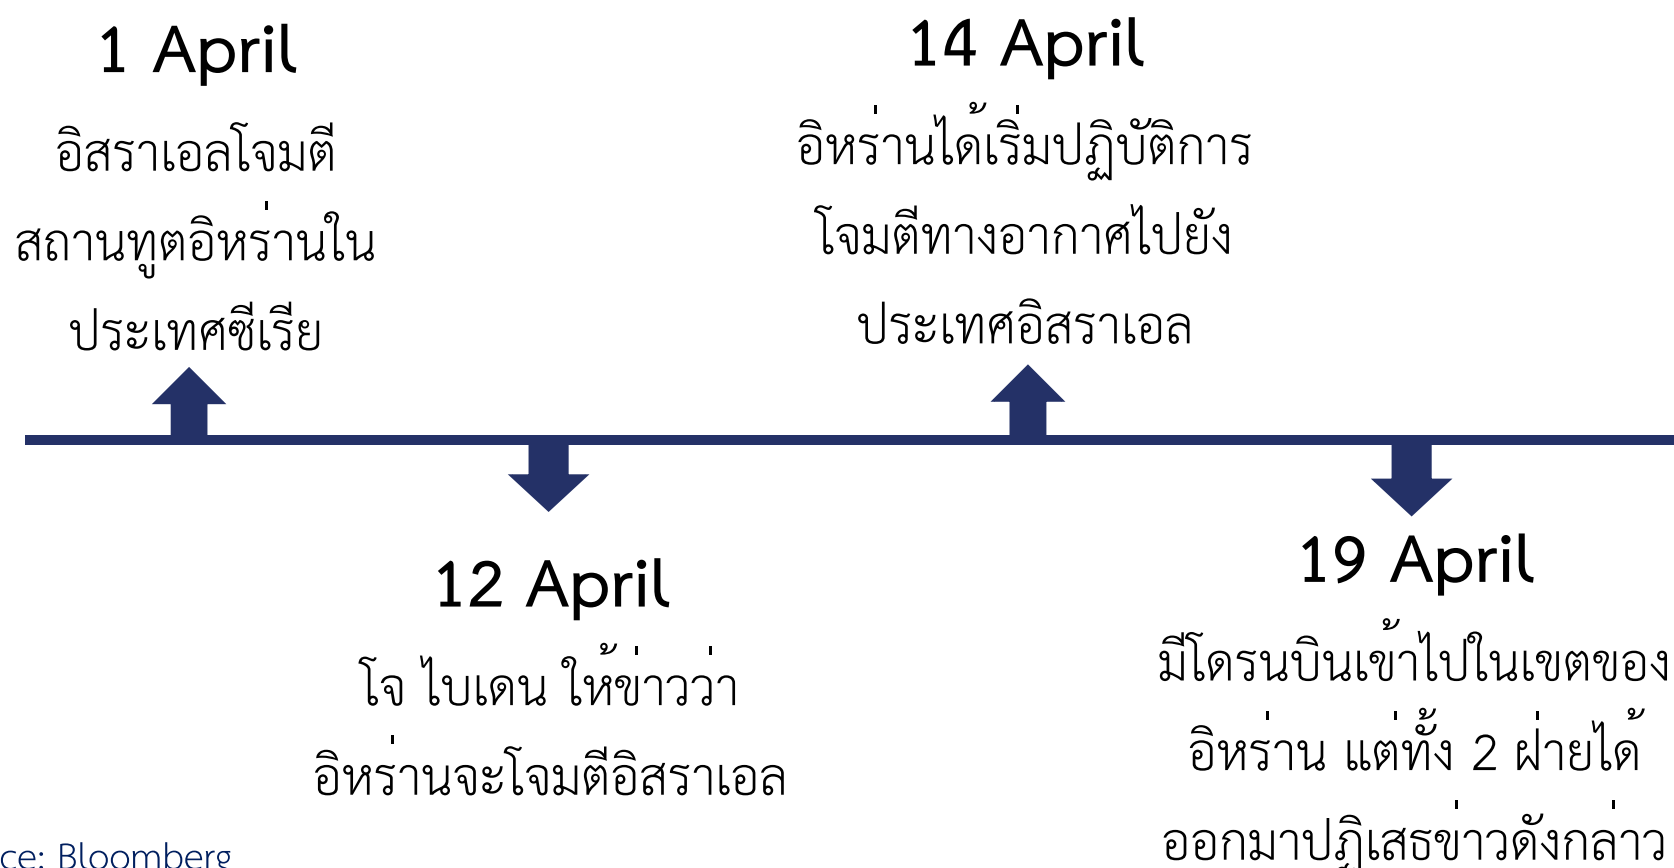 1 April
อิสราเอลโจมตี
สถานทูตอิหร่านใน
ประเทศซีเรีย
12 April
โจ ไบเดน ให้ข่าวว่า
อิหร่านจะโจมตีอิสราเอล
14 April
อิหร่านได้เริ่มปฏิบัติการ
โจมตีทางอากาศไปยัง
ประเทศอิสราเอล
19 April
มีโดรนบินเข้าไปในเขตของ
อิหร่าน แต่ทั้ง 2 ฝ่ายได้
ออกมาปฏิเสธข่าวดังกล่าว
ce: Bloomberg